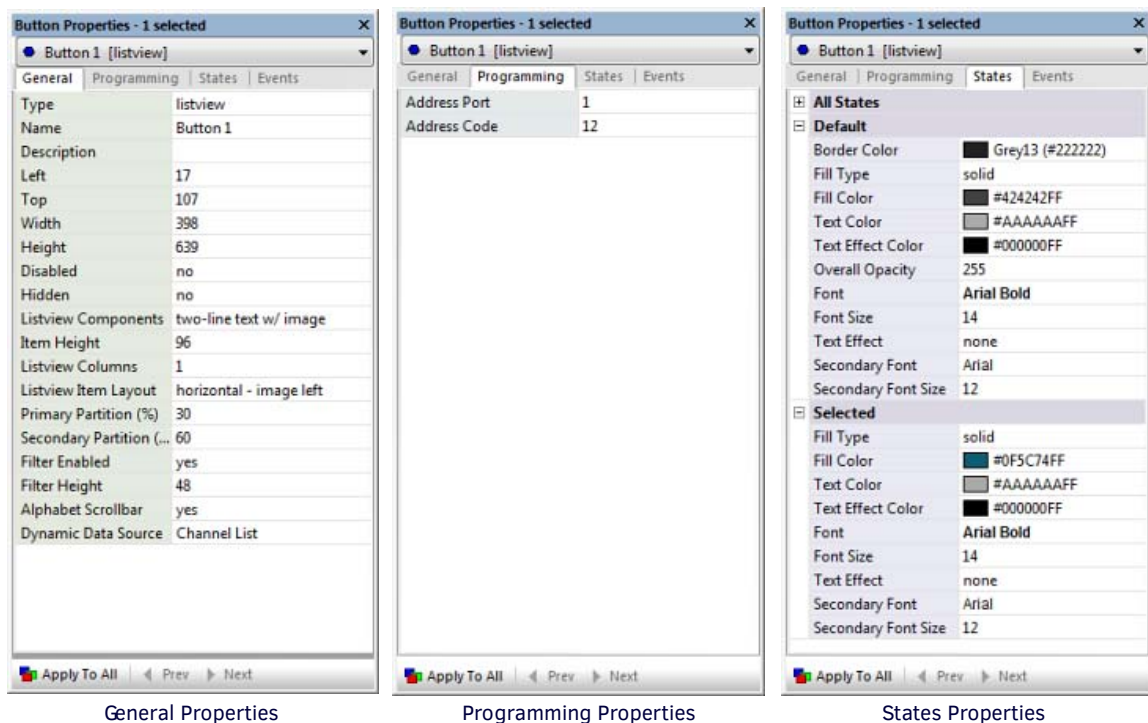 Button Properties - 1 selected x
Button 1 [listview]
General Programming States Events
Type listview
Name Button 1
Description
Left 17
Top 107
Width 398
Height 639
Disabled no
Hidden no
Listview Components two-line text w/ image
Item Height 96
Listview Columns 1
Listview Item Layout horizontal - image left
Primary Partition (%) 30
Secondary Partition (... 60
Filter Enabled yes
Filter Height 48
Alphabet Scrollbar yes
Dynamic Data Source Channel List
Apply To All Prev Next
General Properties
Button Properties - 1 selected x
Button 1 [listview]
General Programming States Events
Address Port 1
Address Code 12
Apply To All Prev Next
Programming Properties
Button Properties - 1 selected x
Button 1 [listview]
General Programming States Events
All States
Default
Border Color Grey13 (#222222)
Fill Type solid
Fill Color #424242FF
Text Color #AAAAAAFF
Text Effect Color #000000FF
Overall Opacity 255
Font Arial Bold
Font Size 14
Text Effect none
Secondary Font Arial
Secondary Font Size 12
Selected
Fill Type solid
Fill Color #0F5C74FF
Text Color #AAAAAAFF
Text Effect Color #000000FF
Font Arial Bold
Font Size 14
Text Effect none
Secondary Font Arial
Secondary Font Size 12
Apply To All Prev Next
States Properties